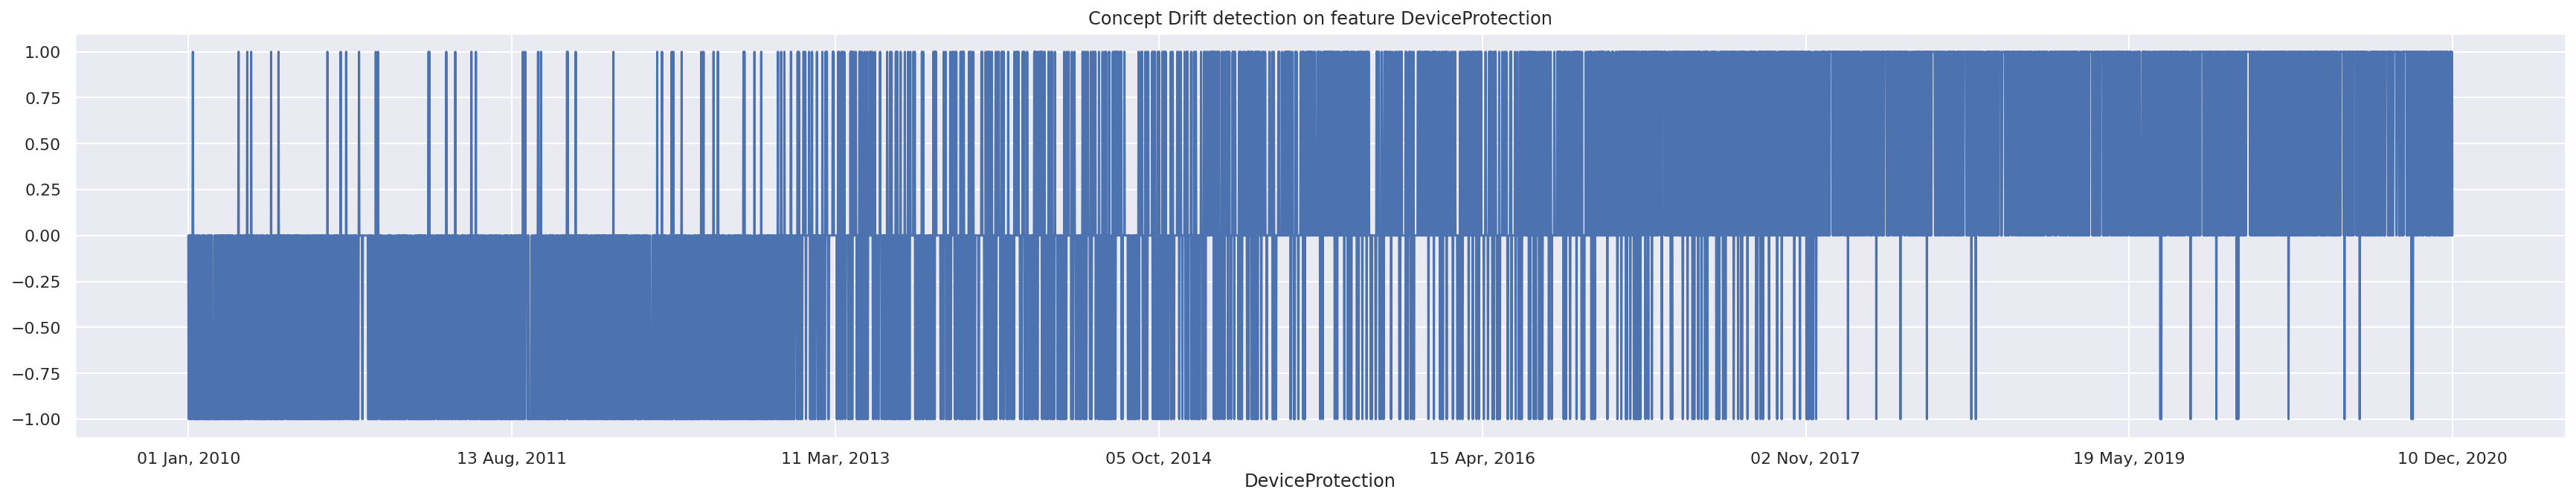 Concept Drift detection on feature DeviceProtection
1.00
0.75
0.50
0.25
0.00
−0.25
−0.50
−0.75
−1.00
01 Jan, 2010
13 Aug, 2011
11 Mar, 2013
05 Oct, 2014
15 Apr, 2016
02 Nov, 2017
19 May, 2019
10 Dec, 2020
DeviceProtection